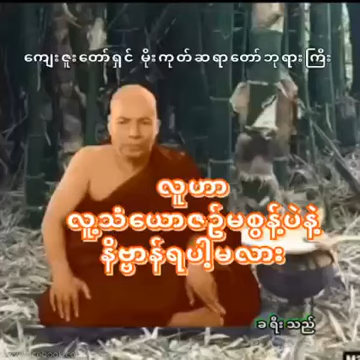 ကျေးဇူးတော်ရှင် မိုးကုတ်ဆရာတော်ဘုရားကြီး
လူဟာ
လူ့သံယောဇဥ်မစွန့်ပဲနဲ့
နိဗ္ဗာန်ရပါ့မလား
ခရီးသည်